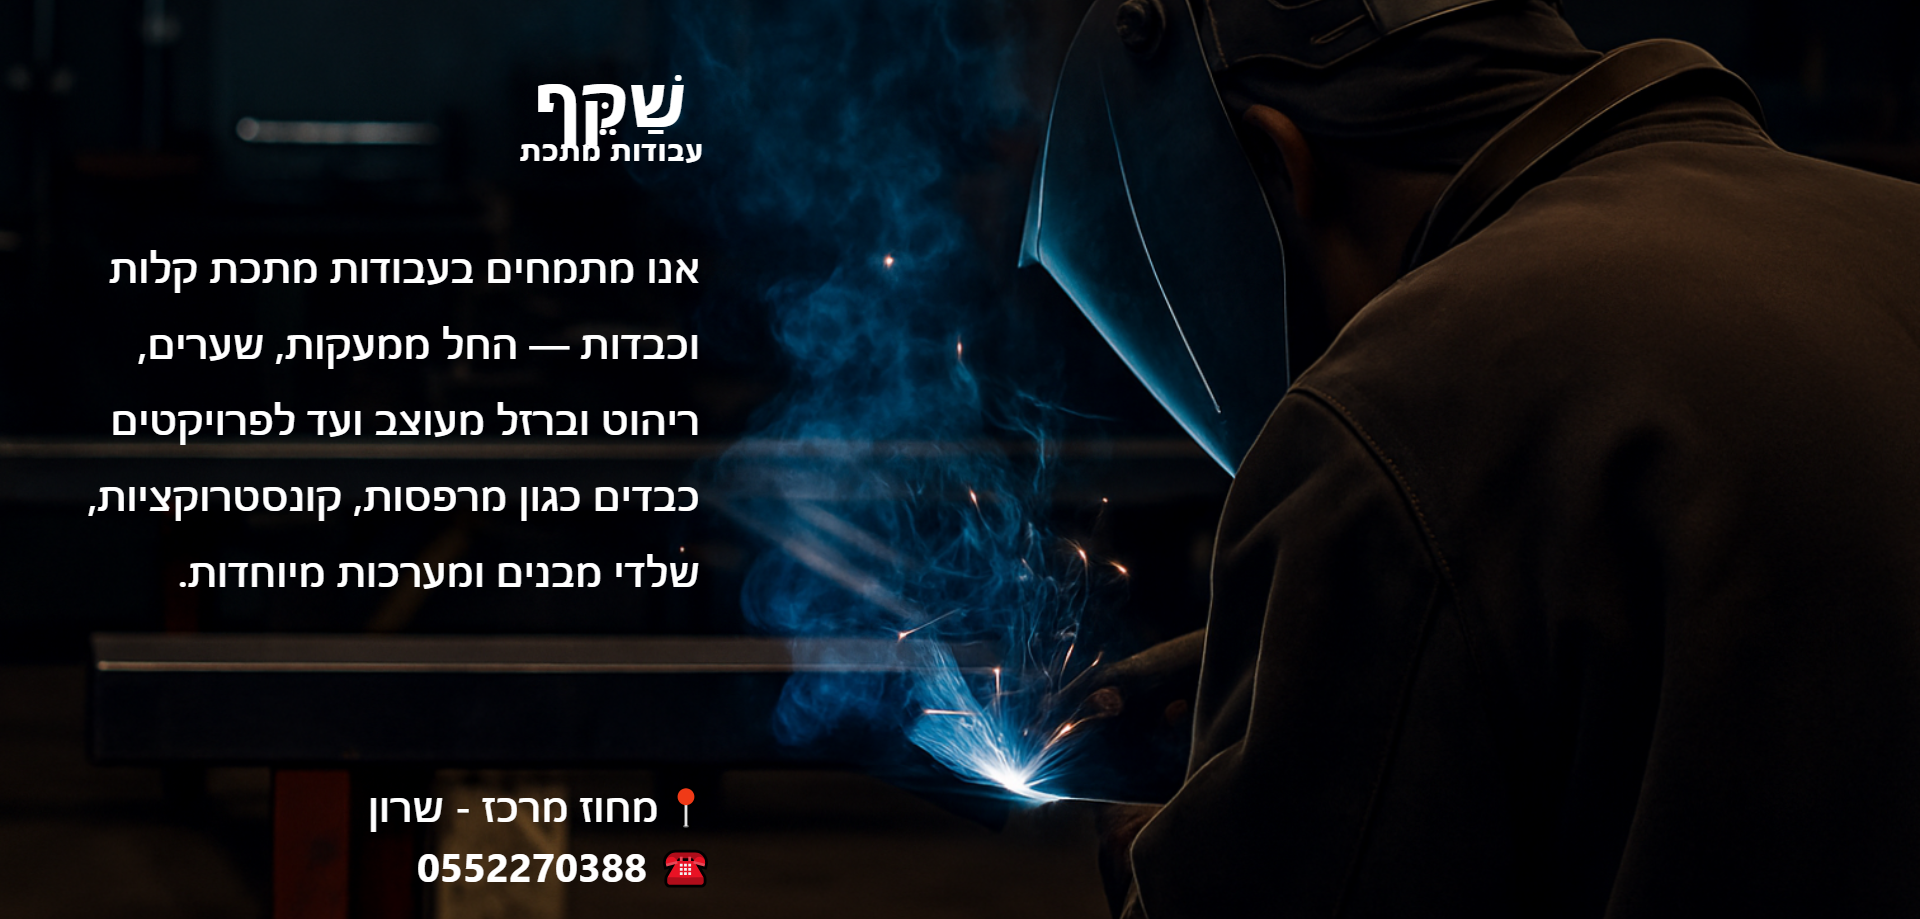 שַׁקֵּף
עבודות מתכת
אנו מתמחים בעבודות מתכת קלות
וכבדות — החל ממעקות, שערים,
ריהוט וברזל מעוצב ועד לפרויקטים
כבדים כגון מרפסות, קונסטרוקציות,
שלדי מבנים ומערכות מיוחדות.
📍 מחוז מרכז - שרון
☎️ 0552270388